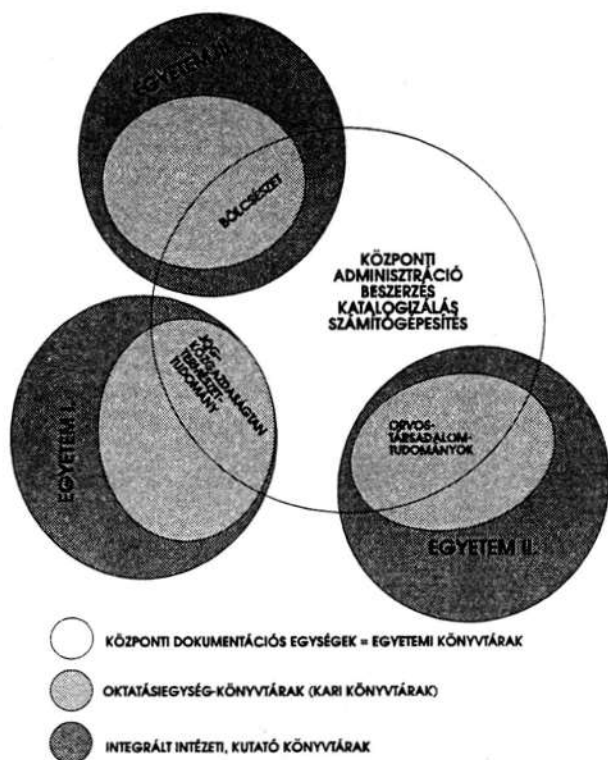 EGYETEM III.
BÖLCSÉSZET
KÖZPONTI
ADMINISZTRÁCIÓ
BESZERZÉS
KATALOGIZÁLÁS
SZÁMÍTÓGÉPESÍTÉS
JOG-
KÖZGAZDASÁGTAN
TERMÉSZET-
TUDOMÁNY
EGYETEM I.
ORVOS-
TÁRSADALOM-
TUDOMÁNYOK
EGYETEM II.
KÖZPONTI DOKUMENTÁCIÓS EGYSÉGEK = EGYETEMI KÖNYVTÁRAK
OKTATÁSIEGYSÉG-KÖNYVTÁRAK (KARI KÖNYVTÁRAK)
INTEGRÁLT INTÉZETI, KUTATÓ KÖNYVTÁRAK